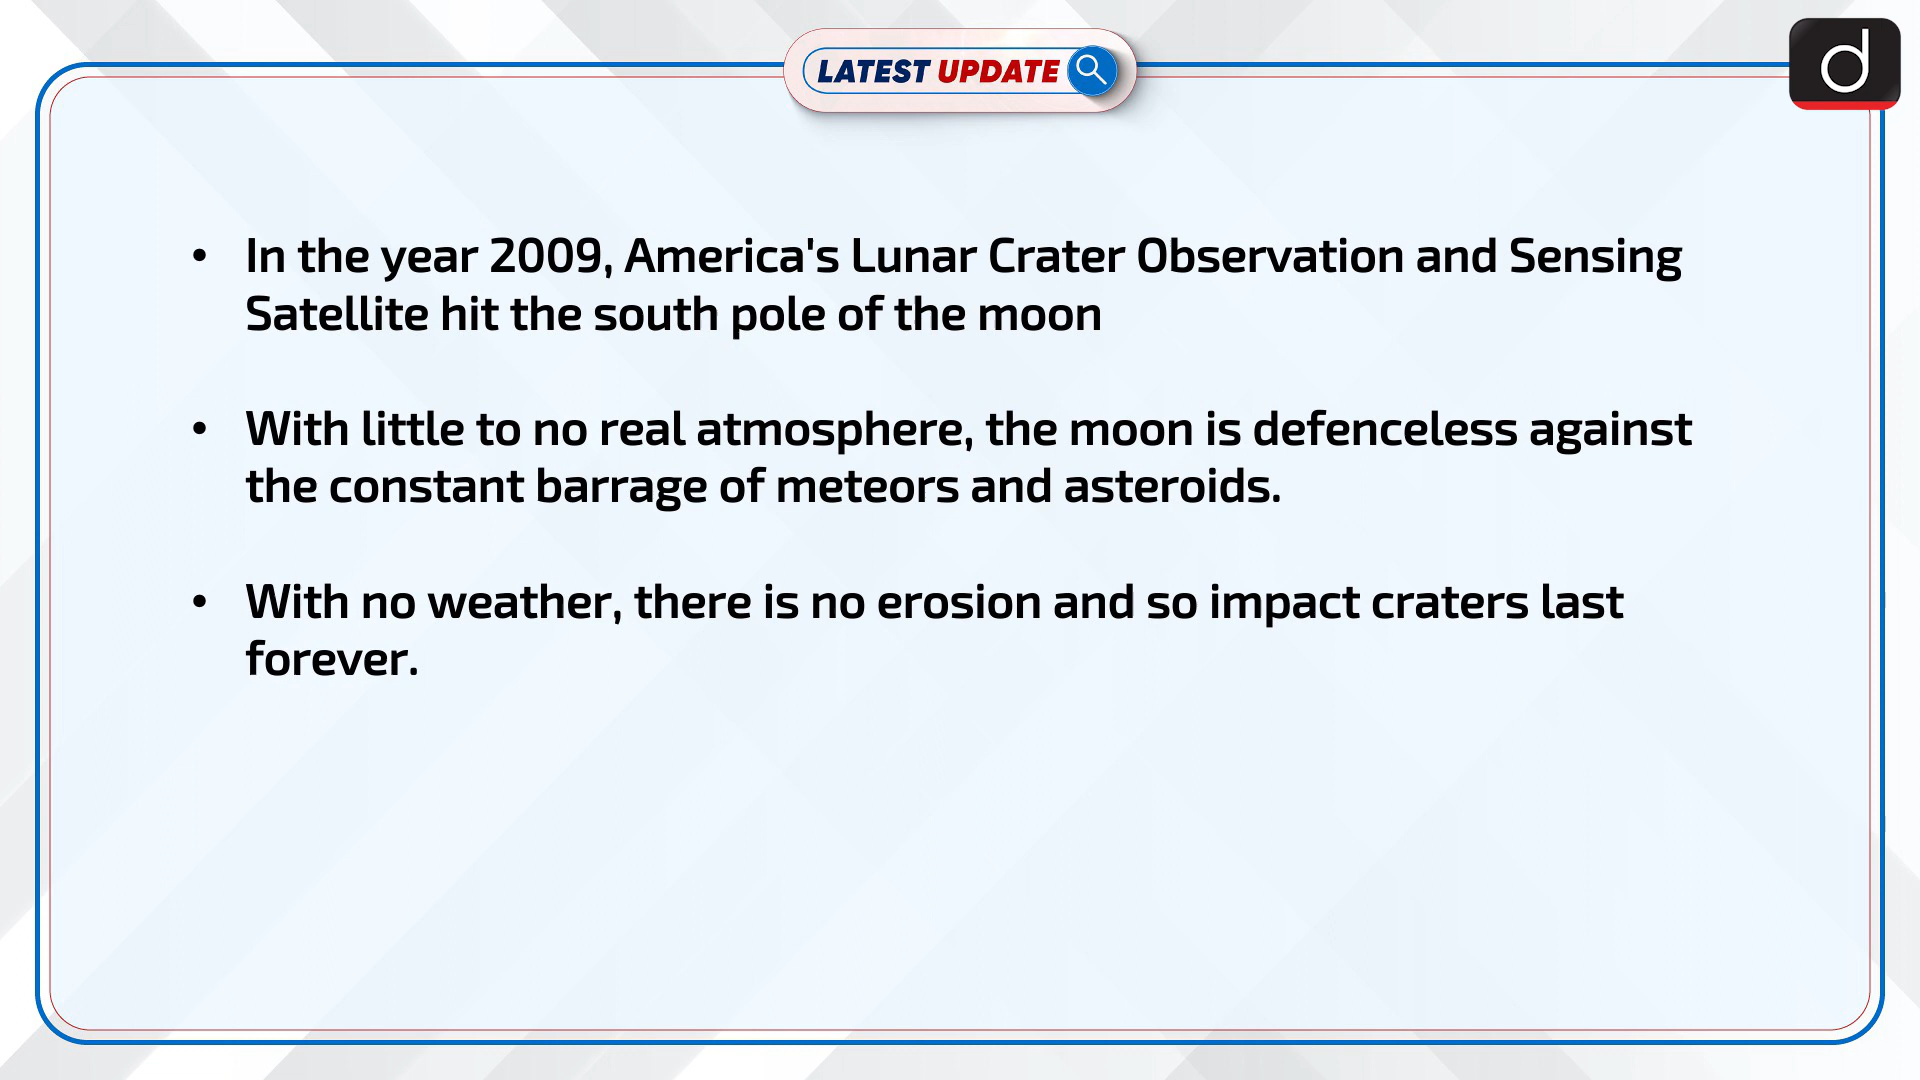 LATEST UPDATE
d
• In the year 2009, America's Lunar Crater Observation and Sensing
Satellite hit the south pole of the moon
• With little to no real atmosphere, the moon is defenceless against
the constant barrage of meteors and asteroids.
• With no weather, there is no erosion and so impact craters last
forever.